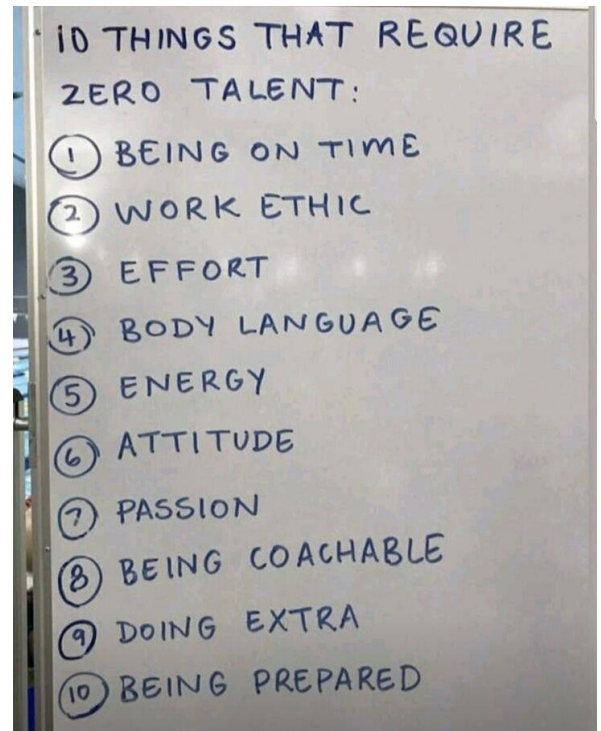 10 THINGS THAT REQUIRE
ZERO TALENT:
1 BEING ON TIME
2 WORK ETHIC
3 EFFORT
4 BODY LANGUAGE
5 ENERGY
6 ATTITUDE
7 PASSION
8 BEING COACHABLE
9 DOING EXTRA
10 BEING PREPARED